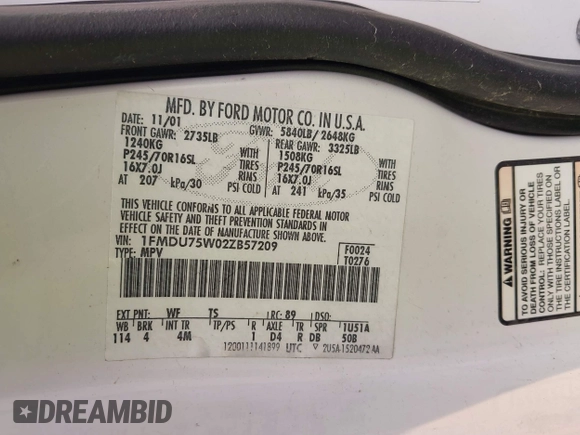 MFD. BY FORD MOTOR CO. IN U.S.A.
DATE: 11/01 GVWR: 5840LB/ 2648KG
FRONT GAWR: 2735LB REAR GAWR: 3325LB
1240KG WITH 1508KG WITH
P245/70R16SL TIRES P245/70R16SL TIRES
16X7.0J RIMS 16X7.0J RIMS
AT 207 kPa/30 PSI COLD AT 241 kPa/35 PSI COLD
THIS VEHICLE CONFORMS TO ALL APPLICABLE FEDERAL MOTOR
VEHICLE SAFETY AND THEFT PREVENTION STANDARDS IN
EFFECT ON THE DATE OF MANUFACTURE SHOWN ABOVE.
VIN: 1FMDU75W02ZB57209
TYPE: MPV
F0024
T0276
EXT PNT: WF TS RC: 89 DSO:
WB BRK INT TR TP/PS R AXLE TR SPR 1U51A
114 4 4M 1 D4 R DB 50B
UTC
WARNING:
TO AVOID SERIOUS INJURY OR
DEATH FROM LOSS OF VEHICLE
CONTROL: REPLACE YOUR TIRES
ONLY WITH THOSE SPECIFIED ON
THE TIRE INSTRUCTIONS LABEL OR
THE CERTIFICATION LABEL.
DREAMBID
DREAMBID.COM